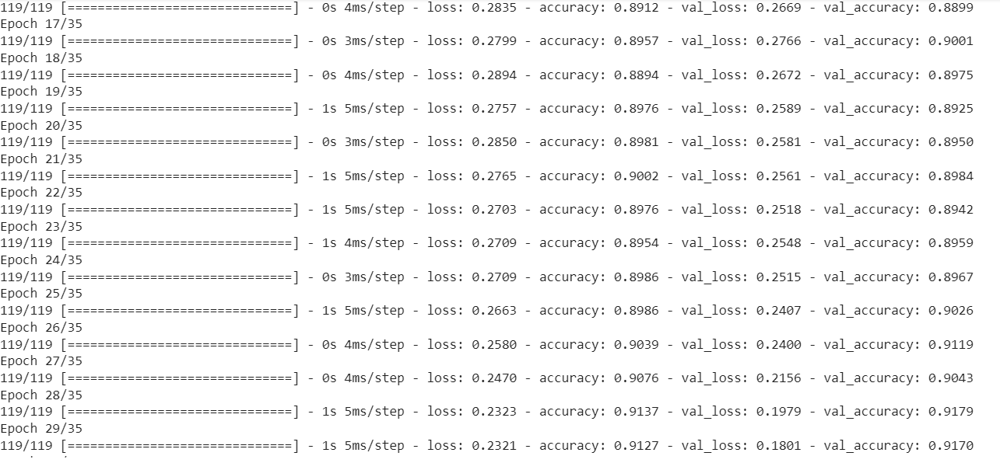 119/119 [==============================] - 0s 4ms/step - loss: 0.2835 - accuracy: 0.8912 - val_loss: 0.2669 - val_accuracy: 0.8899
Epoch 17/35
119/119 [==============================] - 0s 3ms/step - loss: 0.2799 - accuracy: 0.8957 - val_loss: 0.2766 - val_accuracy: 0.9001
Epoch 18/35
119/119 [==============================] - 0s 4ms/step - loss: 0.2894 - accuracy: 0.8894 - val_loss: 0.2672 - val_accuracy: 0.8975
Epoch 19/35
119/119 [==============================] - 1s 5ms/step - loss: 0.2757 - accuracy: 0.8976 - val_loss: 0.2589 - val_accuracy: 0.8925
Epoch 20/35
119/119 [==============================] - 0s 3ms/step - loss: 0.2850 - accuracy: 0.8981 - val_loss: 0.2581 - val_accuracy: 0.8950
Epoch 21/35
119/119 [==============================] - 1s 5ms/step - loss: 0.2765 - accuracy: 0.9002 - val_loss: 0.2561 - val_accuracy: 0.8984
Epoch 22/35
119/119 [==============================] - 1s 5ms/step - loss: 0.2703 - accuracy: 0.8976 - val_loss: 0.2518 - val_accuracy: 0.8942
Epoch 23/35
119/119 [==============================] - 1s 4ms/step - loss: 0.2709 - accuracy: 0.8954 - val_loss: 0.2548 - val_accuracy: 0.8959
Epoch 24/35
119/119 [==============================] - 0s 3ms/step - loss: 0.2709 - accuracy: 0.8986 - val_loss: 0.2515 - val_accuracy: 0.8967
Epoch 25/35
119/119 [==============================] - 1s 5ms/step - loss: 0.2663 - accuracy: 0.8986 - val_loss: 0.2407 - val_accuracy: 0.9026
Epoch 26/35
119/119 [==============================] - 0s 4ms/step - loss: 0.2580 - accuracy: 0.9039 - val_loss: 0.2400 - val_accuracy: 0.9119
Epoch 27/35
119/119 [==============================] - 0s 4ms/step - loss: 0.2470 - accuracy: 0.9076 - val_loss: 0.2156 - val_accuracy: 0.9043
Epoch 28/35
119/119 [==============================] - 1s 5ms/step - loss: 0.2323 - accuracy: 0.9137 - val_loss: 0.1979 - val_accuracy: 0.9179
Epoch 29/35
119/119 [==============================] - 1s 5ms/step - loss: 0.2321 - accuracy: 0.9127 - val_loss: 0.1801 - val_accuracy: 0.9170